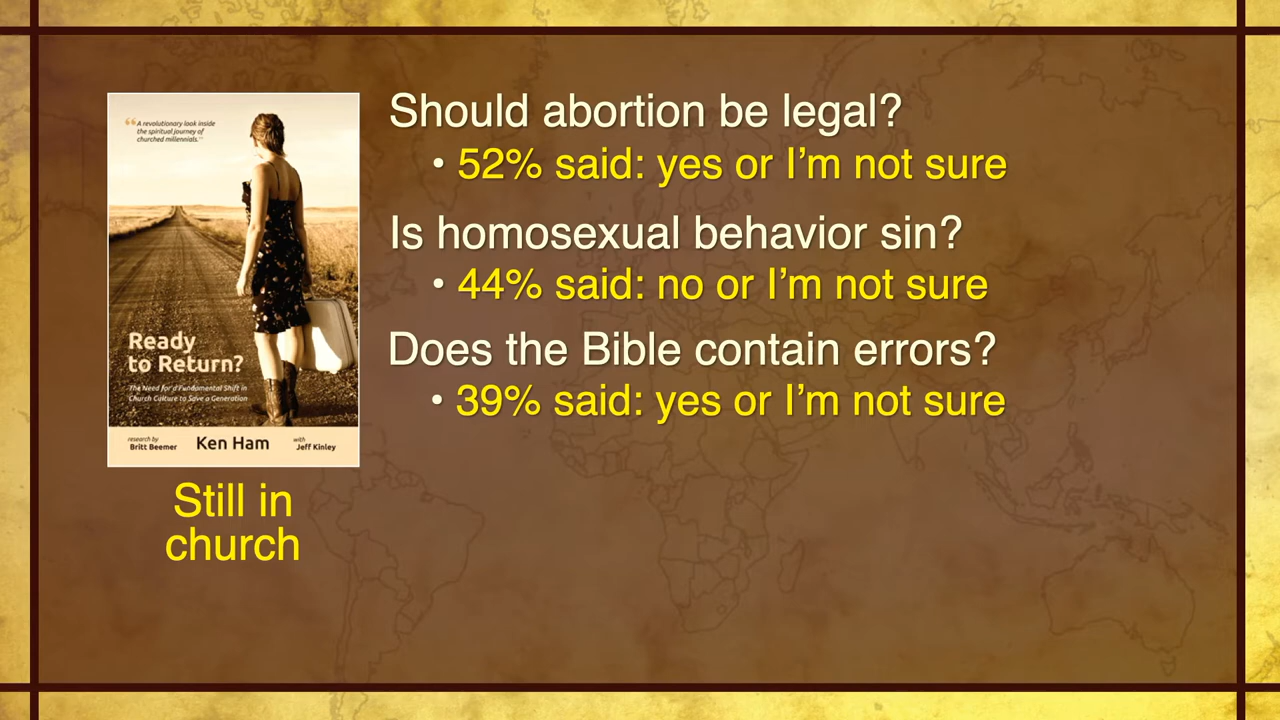 Should abortion be legal?
• 52% said: yes or I'm not sure
Is homosexual behavior sin?
• 44% said: no or I'm not sure
Does the Bible contain errors?
• 39% said: yes or I'm not sure
“A revolutionary look inside
the spiritual journey of
churched millennials.”
Ready
to Return?
The Need for a Fundamental Shift in
Church Culture to Save a Generation
research by
Britt Beemer
Ken Ham
with
Jeff Kinley
Still in
church